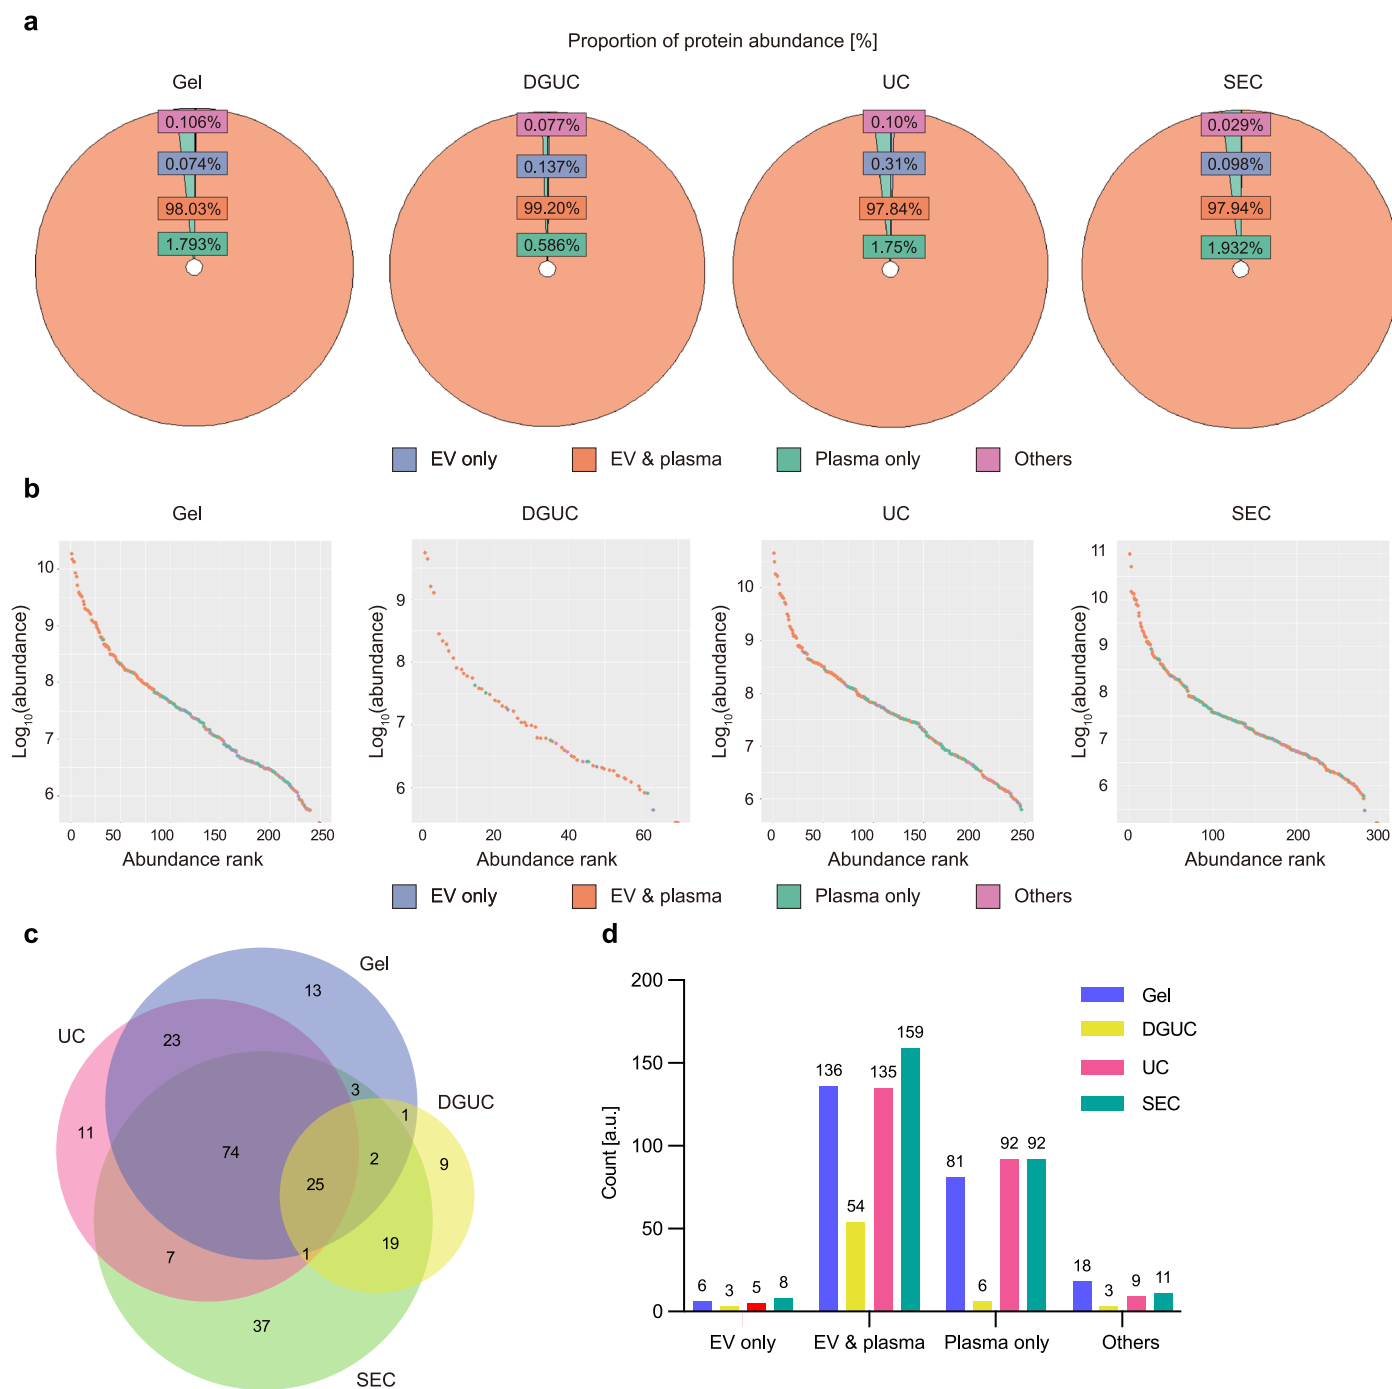 a
Proportion of protein abundance [%]
Gel DGUC UC SEC
0.106% 0.077% 0.10% 0.029%
0.074% 0.137% 0.31% 0.098%
98.03% 99.20% 97.84% 97.94%
1.793% 0.586% 1.75% 1.932%
EV only EV & plasma Plasma only Others
b
Gel DGUC UC SEC
Log10(abundance)
10
9
8
7
6
0 50 100 150 200 250
Abundance rank
Log10(abundance)
9
8
7
6
0 20 40 60
Abundance rank
Log10(abundance)
10
9
8
7
6
0 50 100 150 200 250
Abundance rank
Log10(abundance)
11
10
9
8
7
6
0 100 200 300
Abundance rank
EV only EV & plasma Plasma only Others
c
Gel
13
UC
23
3
DGUC
1
11
74
2
9
25
19
7
1
37
SEC
d
Count [a.u.]
200
150
100
50
0
Gel
DGUC
UC
SEC
6 3 5 8
136 54 135 159
81 6 92 92
18 3 9 11
EV only EV & plasma Plasma only Others